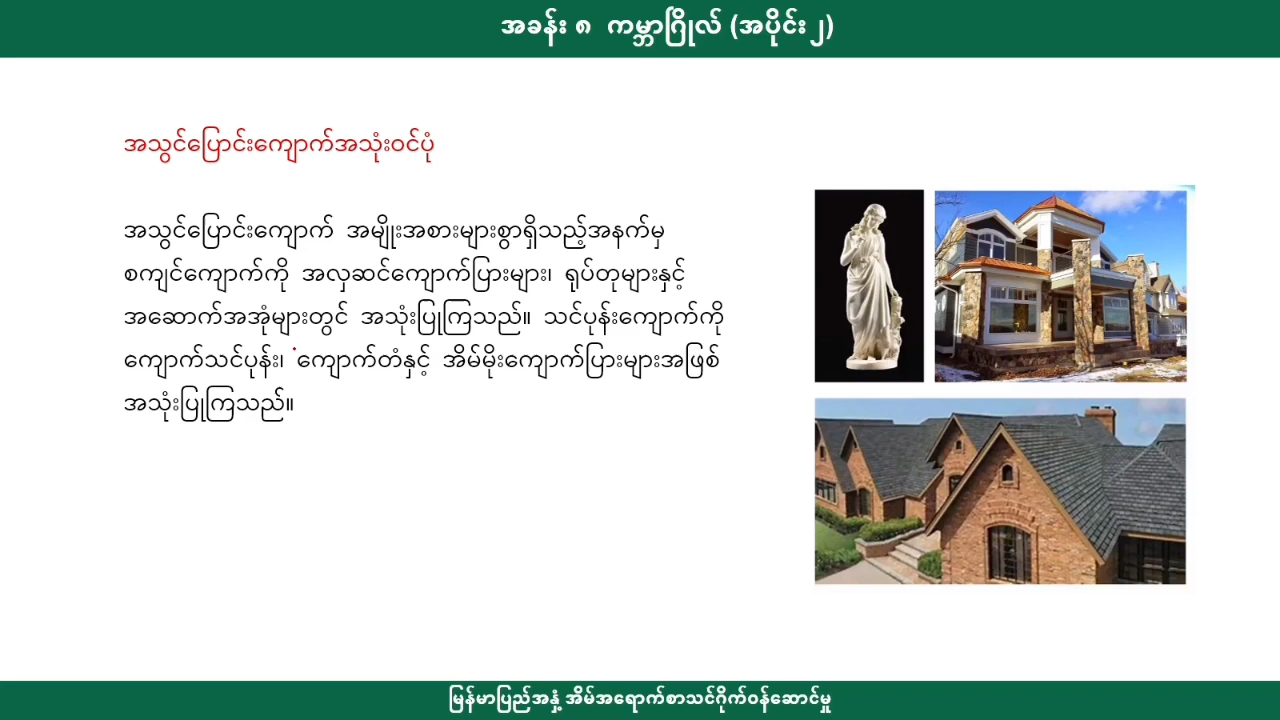 အခန်း ၈ ကမ္ဘာဂြိုလ် (အပိုင်း ၂)
အသွင်ပြောင်းကျောက်အသုံးဝင်ပုံ
အသွင်ပြောင်းကျောက် အမျိုးအစားများစွာရှိသည့်အနက်မှ
စကျင်ကျောက်ကို အလှဆင်ကျောက်ပြားများ၊ ရုပ်တုများနှင့်
အဆောက်အအုံများတွင် အသုံးပြုကြသည်။ သင်ပုန်းကျောက်ကို
ကျောက်သင်ပုန်း၊ ကျောက်တံနှင့် အိမ်မိုးကျောက်ပြားများအဖြစ်
အသုံးပြုကြသည်။
မြန်မာပြည်အနှံ့ အိမ်အရောက်စာသင်ဂိုက်ဝန်ဆောင်မှု